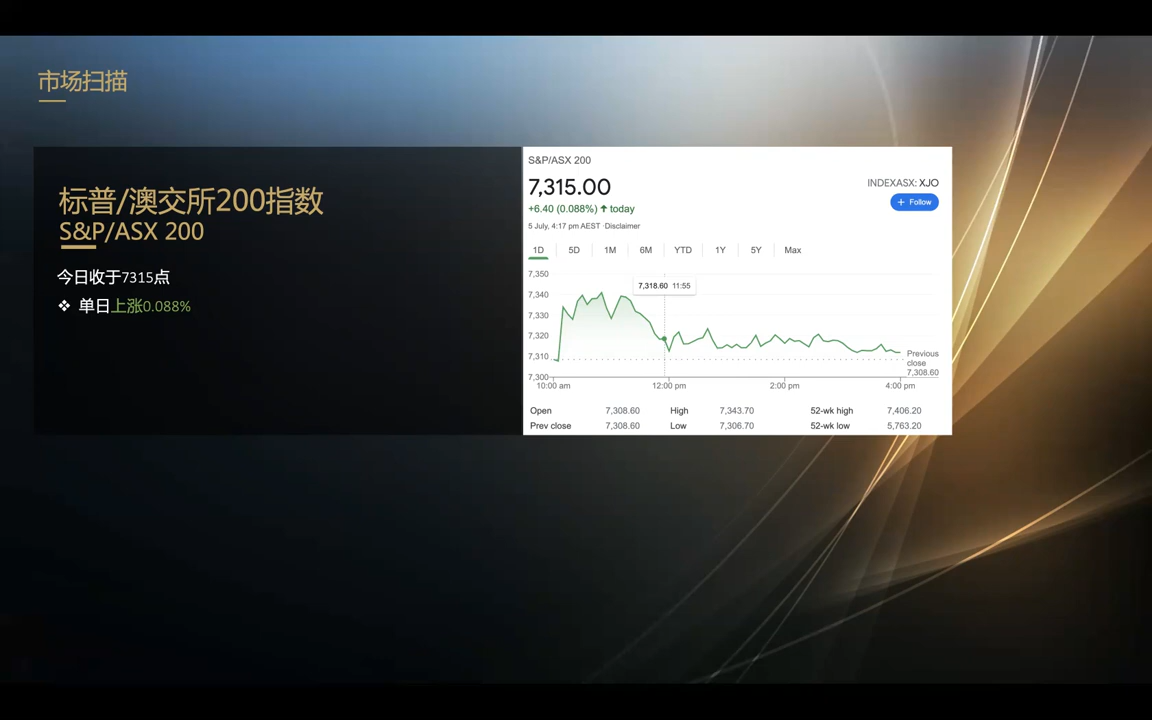 市场扫描
标普/澳交所200指数
S&P/ASX 200
今日收于7315点
❖ 单日上涨0.088%
S&P/ASX 200
7,315.00
INDEXASX: XJO
+6.40 (0.088%) ↑ today
+ Follow
5 July, 4:17 pm AEST ·Disclaimer
1D 5D 1M 6M YTD 1Y 5Y Max
7,350
7,318.60 11:55
7,340
7,330
7,320
7,310
Previous
close
7,308.60
7,300
10:00 am 12:00 pm 2:00 pm 4:00 pm
Open 7,308.60 High 7,343.70 52-wk high 7,406.20
Prev close 7,308.60 Low 7,306.70 52-wk low 5,763.20